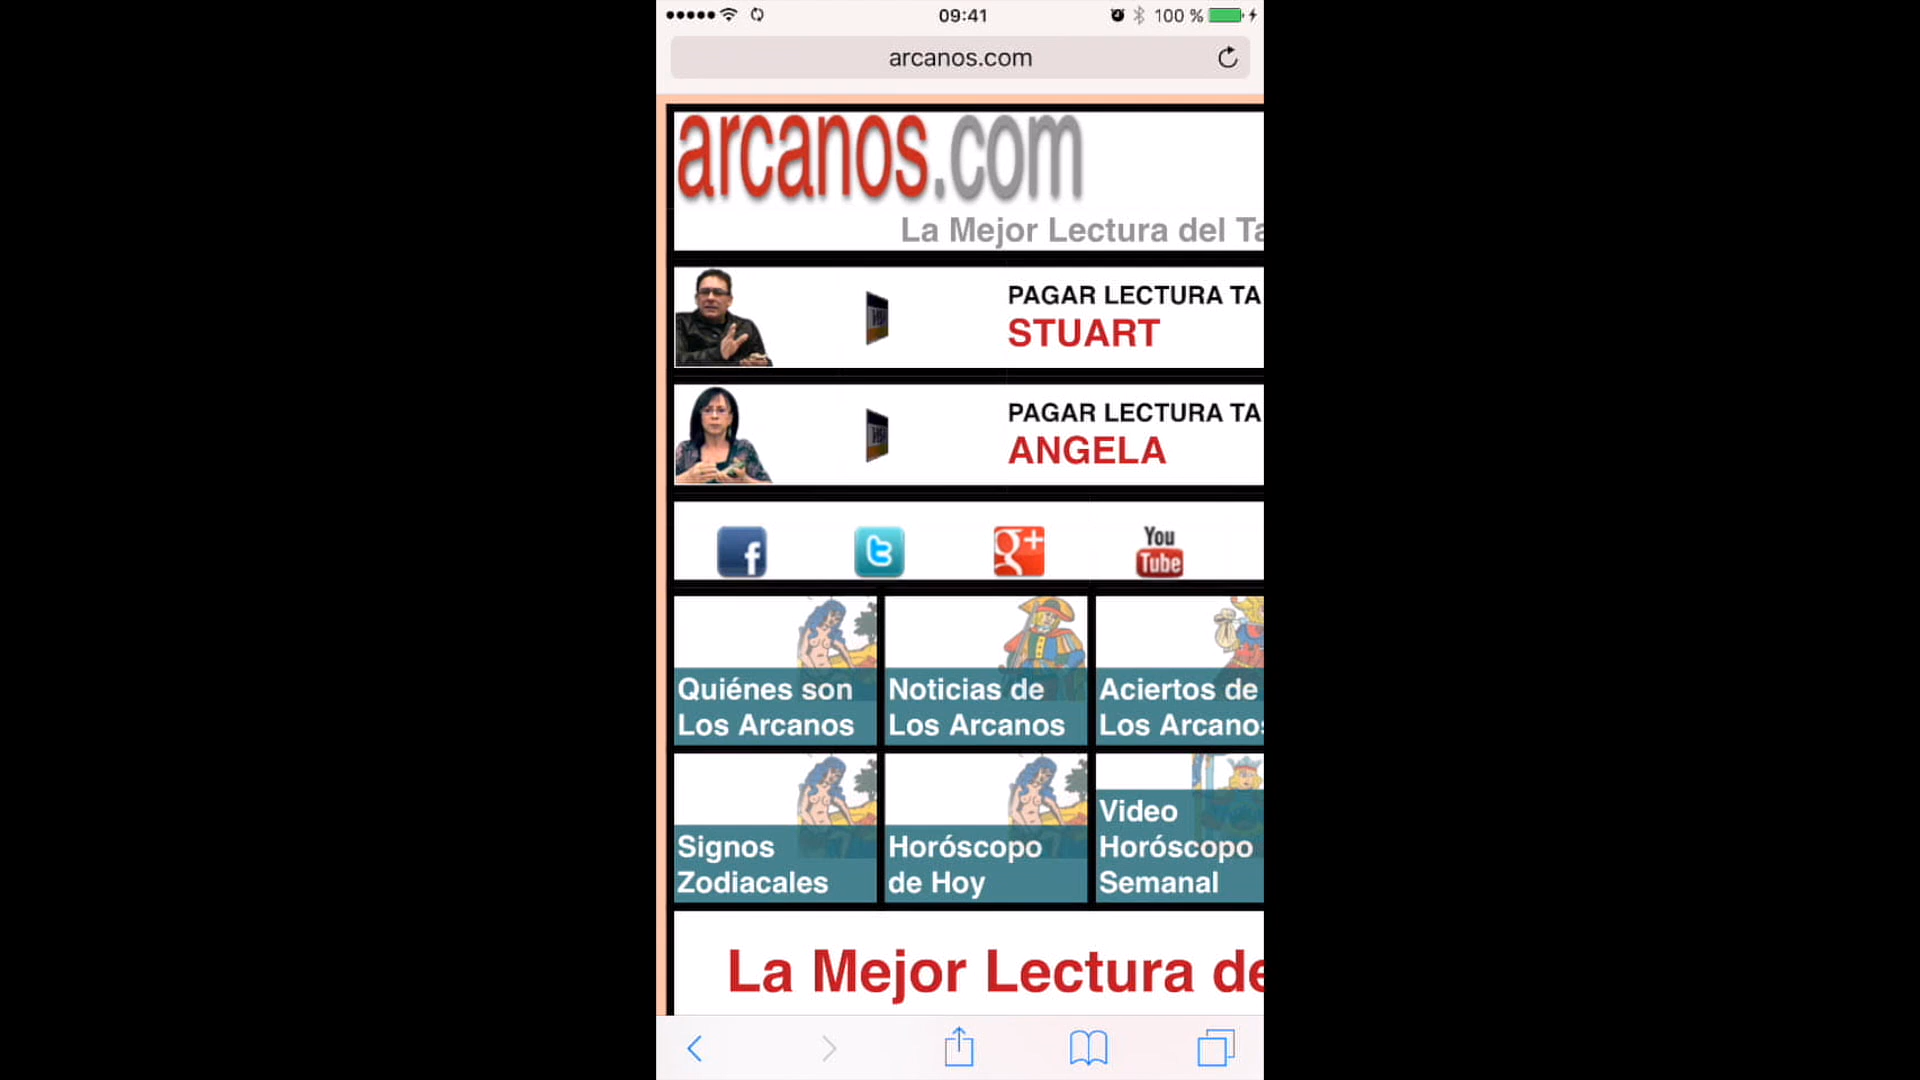 09:41
100 %
arcanos.com
arcanos.com
La Mejor Lectura del Ta
PAGAR LECTURA TA
STUART
PAGAR LECTURA TA
ANGELA
You
Tube
Quiénes son
Los Arcanos
Noticias de
Los Arcanos
Aciertos de
Los Arcanos
Signos
Zodiacales
Horóscopo
de Hoy
Video
Horóscopo
Semanal
La Mejor Lectura de